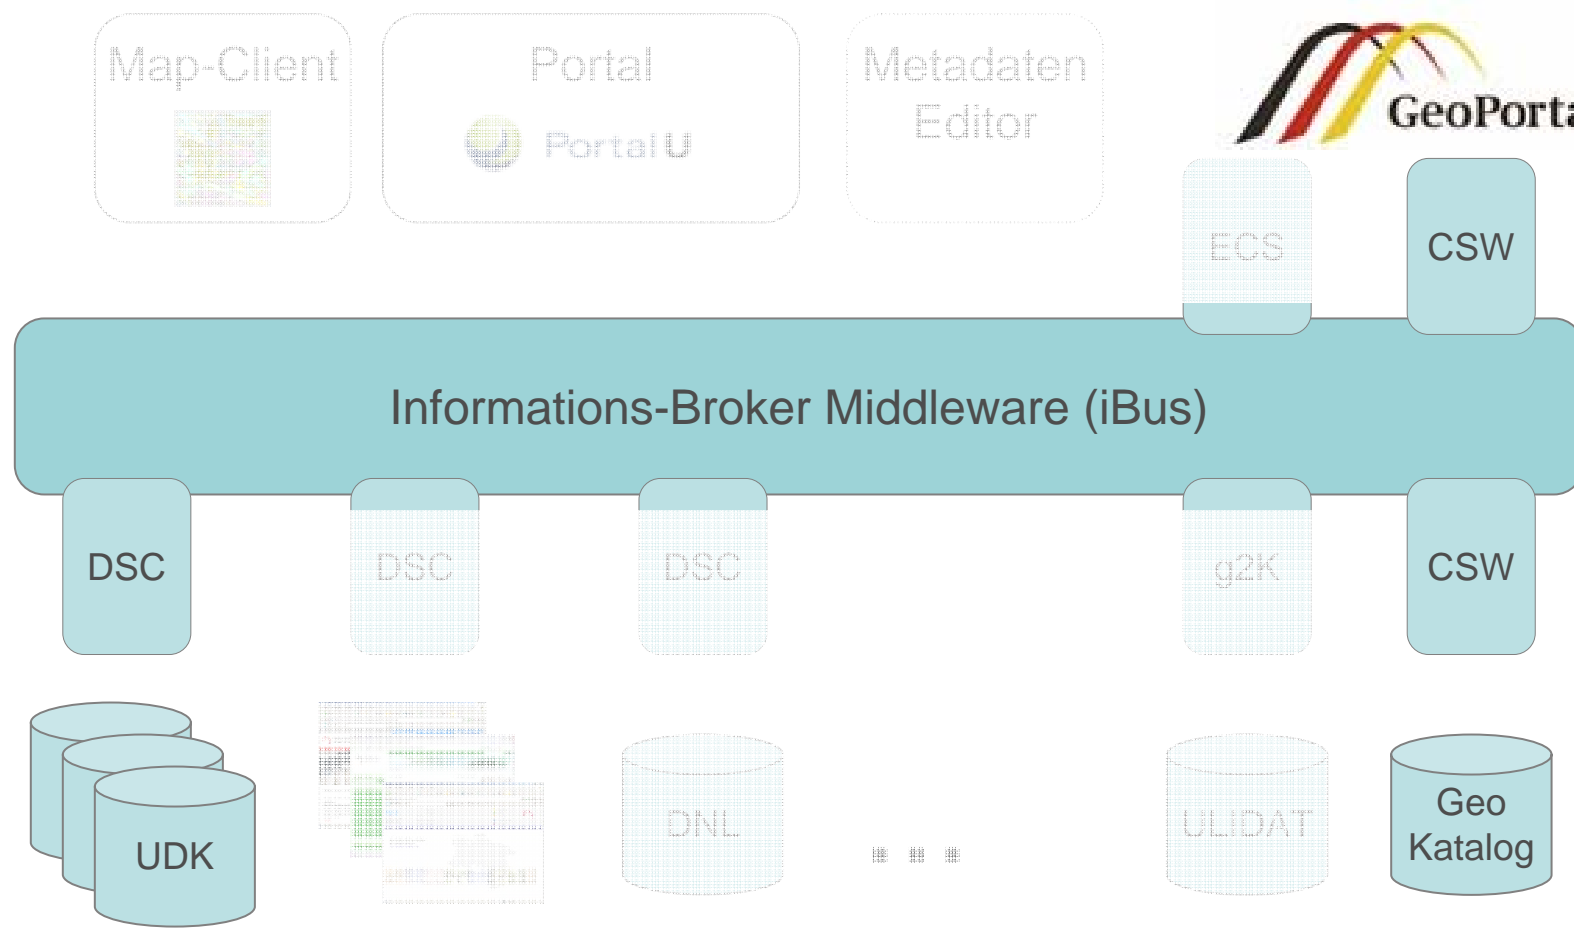 Map-Client
Portal
Portal U
Metadaten
Editor
GeoPorta
ECS
CSW
Informations-Broker Middleware (iBus)
DSC
DSC
DSC
g2K
CSW
UDK
DNL
...
ULIDAT
Geo
Katalog